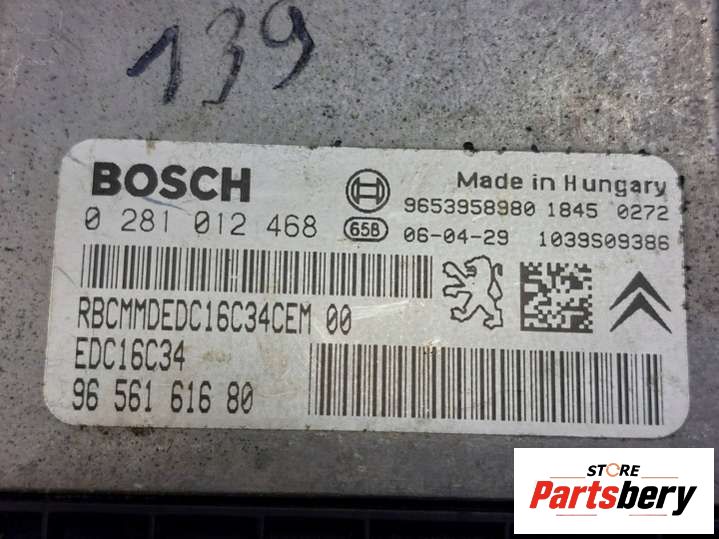 139
BOSCH
Made in Hungary
9653958980 1845 0272
0 281 012 468
658
06-04-29 1039S09386
RBCMMDEDC16C34CEM 00
EDC16C34
96 561 616 80
STORE
Partsbery